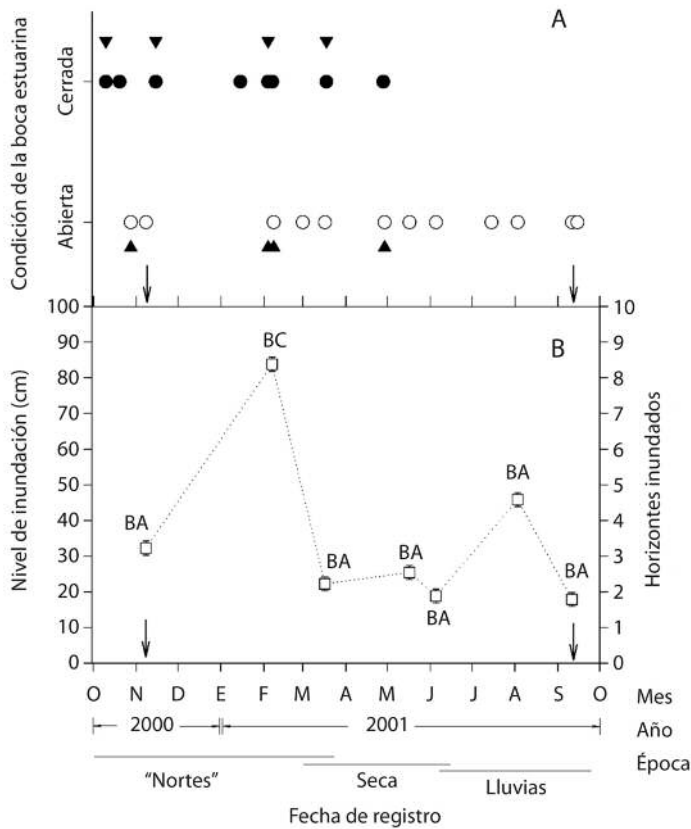 A
Condición de la boca estuarina
Cerrada
Abierta
B
Nivel de inundación (cm)
100
90
80
70
60
50
40
30
20
10
0
10
9
8
7
6
5
4
3
2
1
0
Horizontes inundados
BC
BA
BA
BA
BA
BA
BA
O N D E F M A M J J A S O Mes
2000 2001 Año
"Nortes" Seca Lluvias Época
Fecha de registro